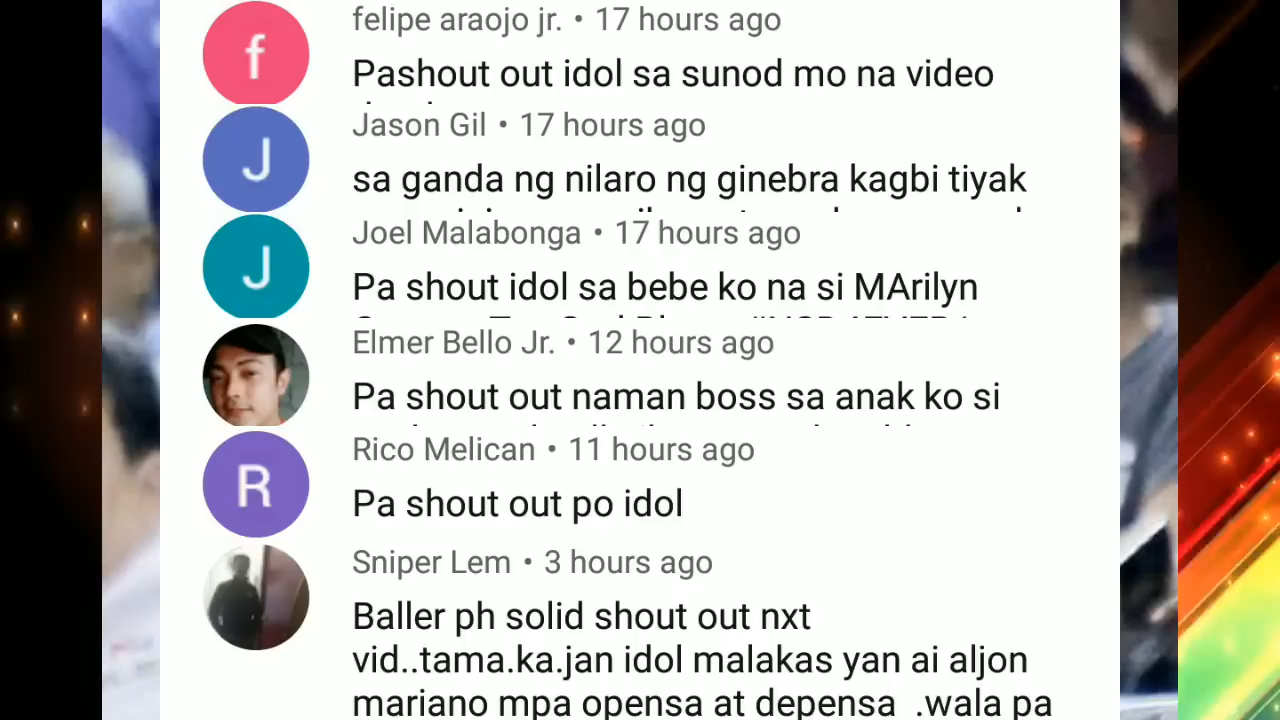 f
felipe araojo jr. • 17 hours ago
Pashout out idol sa sunod mo na video
J
Jason Gil • 17 hours ago
sa ganda ng nilaro ng ginebra kagbi tiyak
J
Joel Malabonga • 17 hours ago
Pa shout idol sa bebe ko na si MArilyn
Elmer Bello Jr. • 12 hours ago
Pa shout out naman boss sa anak ko si
R
Rico Melican • 11 hours ago
Pa shout out po idol
Sniper Lem • 3 hours ago
Baller ph solid shout out nxt
vid..tama.ka.jan idol malakas yan ai aljon
mariano mpa opensa at depensa .wala pa